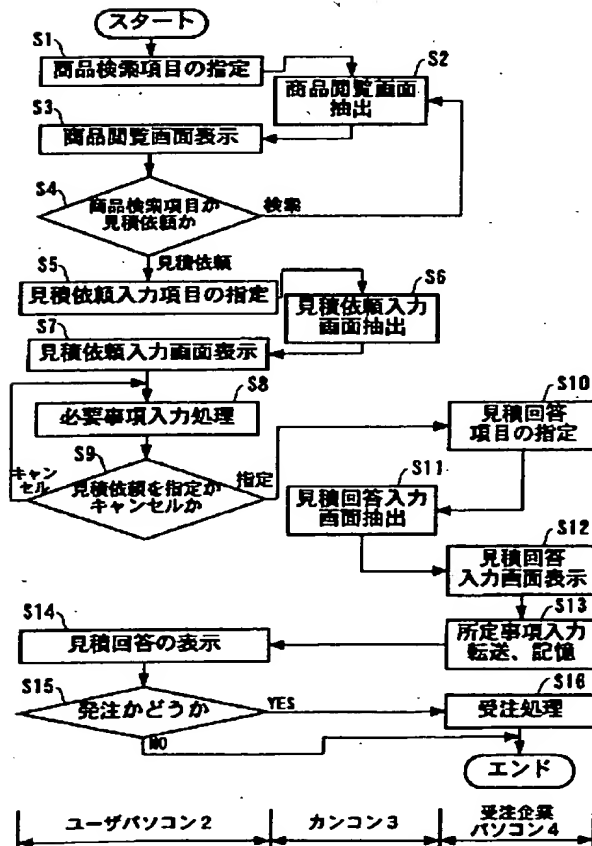 スタート
S1
商品検索項目の指定
S2
商品閲覧画面
抽出
S3
商品閲覧画面表示
S4
商品検索項目か
見積依頼か
検索
見積依頼
S5
見積依頼入力項目の指定
S6
見積依頼入力
画面抽出
S7
見積依頼入力画面表示
S8
必要事項入力処理
S9
見積依頼を指定か
キャンセルか
キャン
セル
指定
S10
見積回答
項目の指定
S11
見積回答入力
画面抽出
S12
見積回答
入力画面表示
S13
所定事項入力
転送、記憶
S14
見積回答の表示
S15
発注かどうか
YES
NO
S16
受注処理
エンド
ユーザパソコン2
カンコン3
受注企業
パソコン4